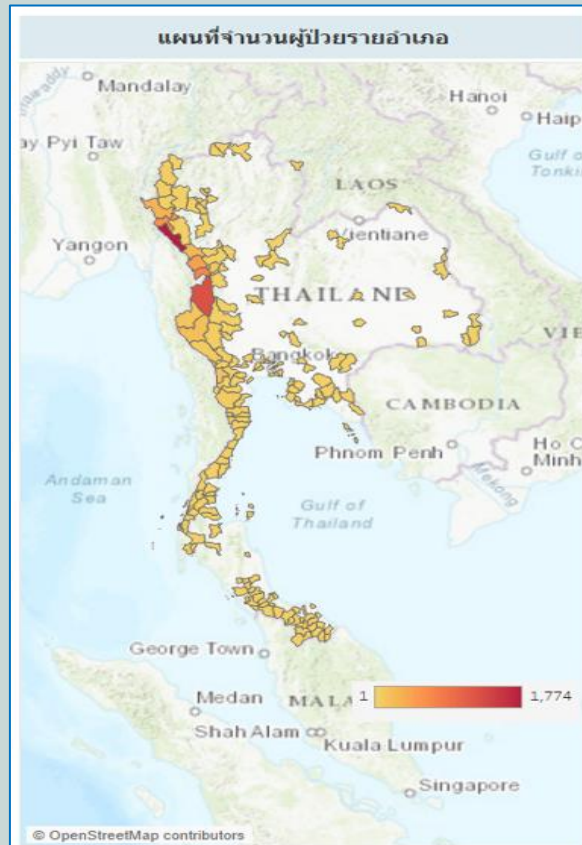 แผนที่จำนวนผู้ป่วยรายอำเภอ
Mandalay
Hanoi
Haip
ay Pyi Taw
Gulf of
Tonkin
LAOS
Vientiane
Yangon
THAILAND
VIE
Bangkok
CAMBODIA
Phnom Penh
Ho C
Minh
Mekong
Andaman
Sea
Gulf of
Thailand
George Town
1
1,774
Medan
MALA
Shah Alam
Kuala Lumpur
Singapore
© OpenStreetMap contributors